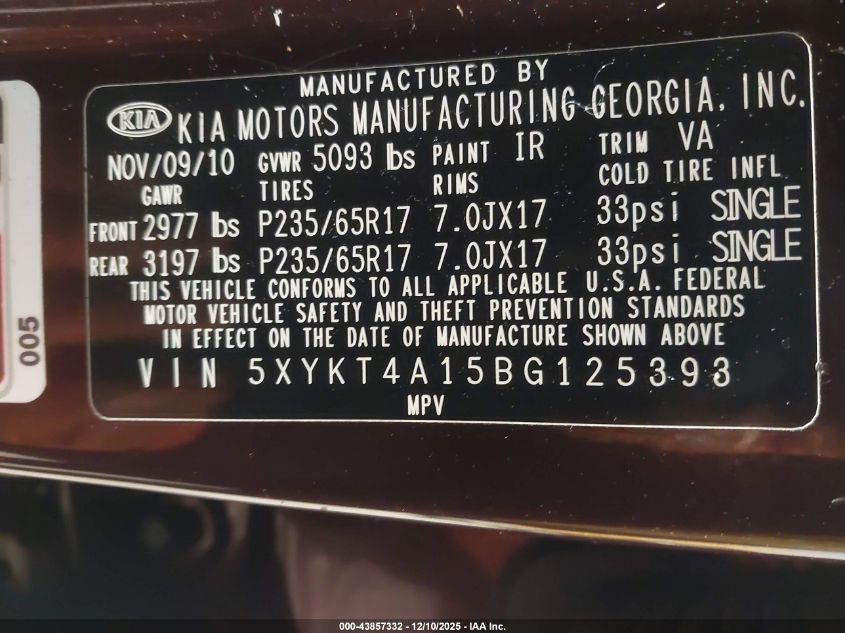 MANUFACTURED BY
KIA KIA MOTORS MANUFACTURING GEORGIA, INC.
NOV/09/10 GVWR 5093 lbs PAINT IR TRIM VA
GAWR TIRES RIMS COLD TIRE INFL
FRONT 2977 lbs P235/65R17 7.0JX17 33psi SINGLE
REAR 3197 lbs P235/65R17 7.0JX17 33psi SINGLE
THIS VEHICLE CONFORMS TO ALL APPLICABLE U.S.A. FEDERAL
MOTOR VEHICLE SAFETY AND THEFT PREVENTION STANDARDS
IN EFFECT ON THE DATE OF MANUFACTURE SHOWN ABOVE
VIN 5XYKT4A15BG125393
MPV
005
000-43857332 - 12/10/2025 - IAA Inc.